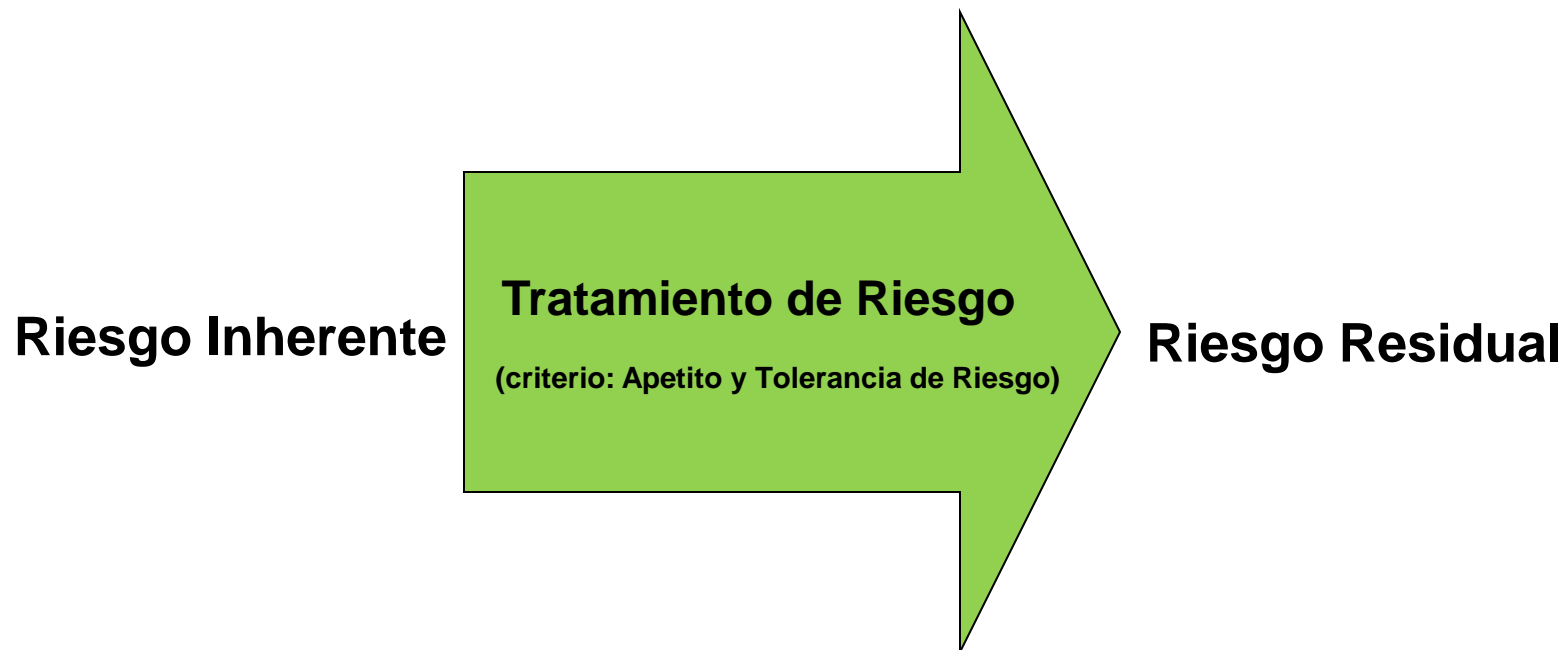 Riesgo Inherente
Tratamiento de Riesgo
(criterio: Apetito y Tolerancia de Riesgo)
Riesgo Residual